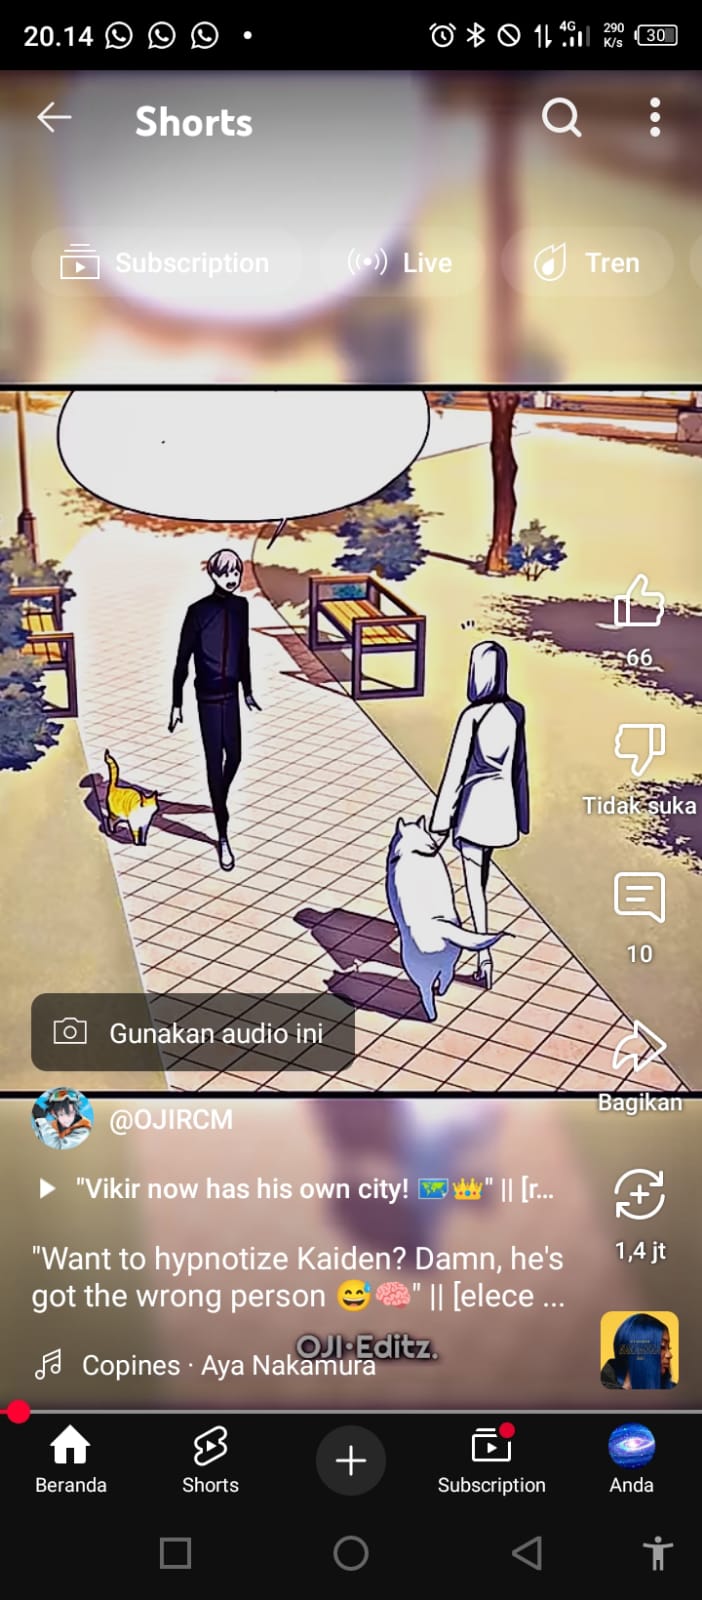 20.14
4G
290
K/s
30
Shorts
Subscription
Live
Tren
66
Tidak suka
10
Gunakan audio ini
Bagikan
@OJIRCM
"Vikir now has his own city! 🗺️👑" || [r...
1,4 jt
"Want to hypnotize Kaiden? Damn, he's
got the wrong person 😅🧠" || [elece ...
OJI•Editz.
Copines · Aya Nakamura
Beranda
Shorts
Subscription
Anda